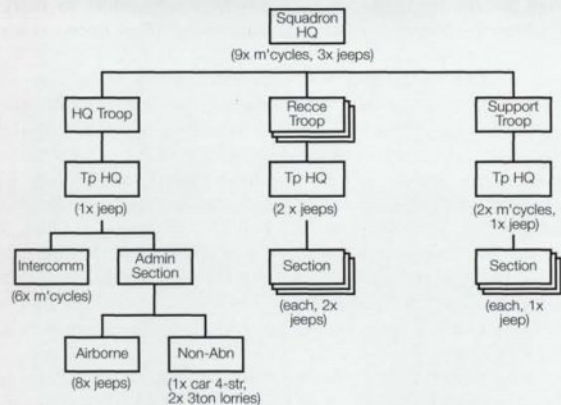 Squadron
HQ
(9x m'cycles, 3x jeeps)
HQ Troop
Recce
Troop
Support
Troop
Tp HQ
Tp HQ
Tp HQ
(1x jeep)
(2 x jeeps)
(2x m'cycles,
1x jeep)
Intercomm
Admin
Section
Section
Section
(6x m'cycles)
(each, 2x
jeeps)
(each, 1x
jeep)
Airborne
Non-Abn
(8x jeeps)
(1x car 4-str,
2x 3ton lorries)